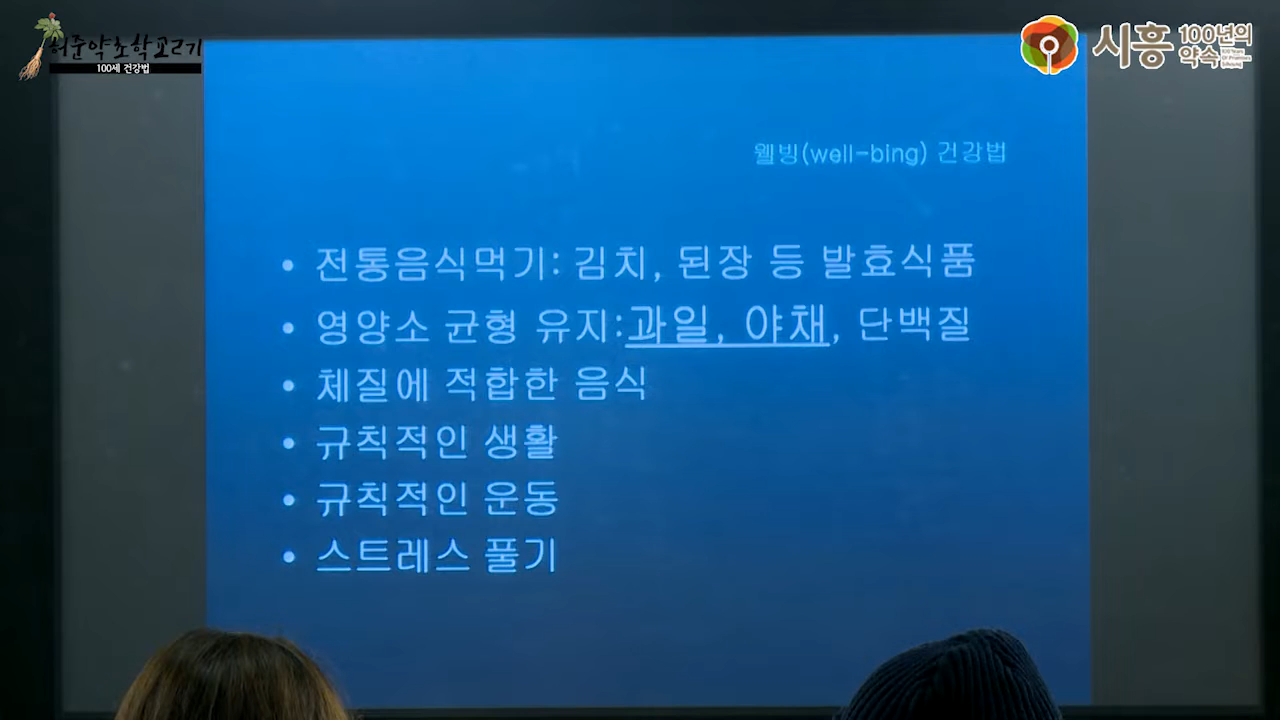 허준약초학교2기
100세 건강법
시흥 100년의 약속
웰빙(well-bing) 건강법
• 전통음식먹기: 김치, 된장 등 발효식품
• 영양소 균형 유지:과일, 야채, 단백질
• 체질에 적합한 음식
• 규칙적인 생활
• 규칙적인 운동
• 스트레스 풀기